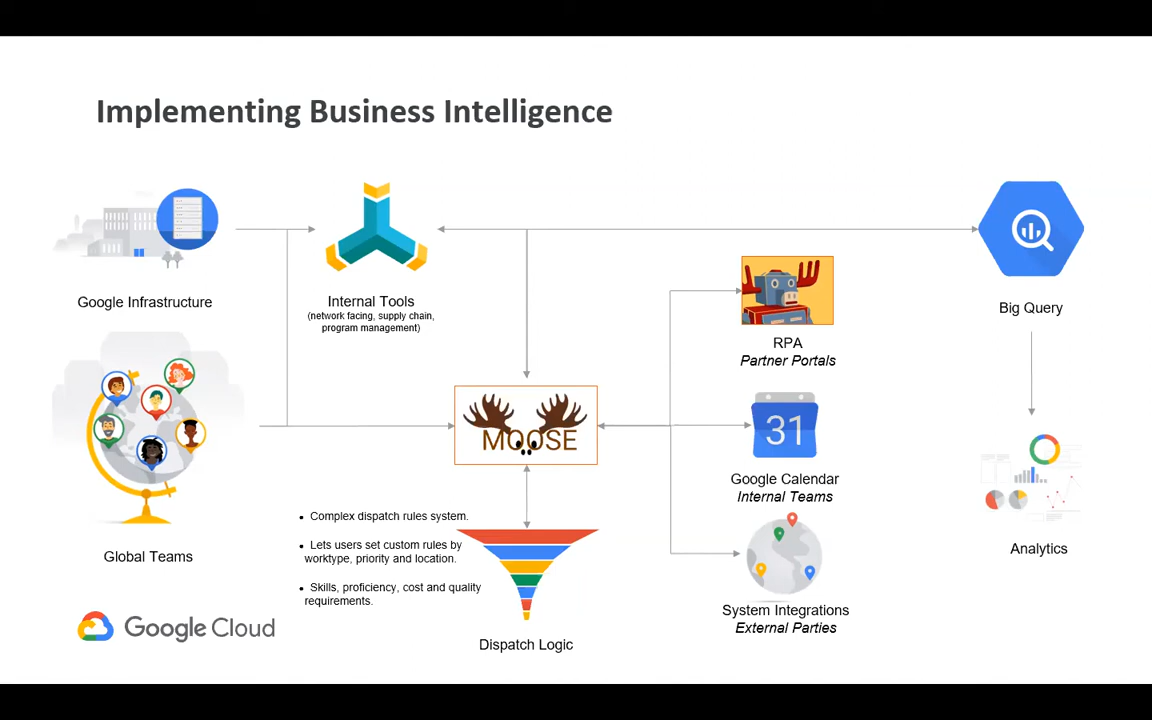 Implementing Business Intelligence
Google Infrastructure
Internal Tools
(network facing, supply chain,
program management)
Big Query
RPA
Partner Portals
MOOSE
31
Google Calendar
Internal Teams
Global Teams
• Complex dispatch rules system.
• Lets users set custom rules by
worktype, priority and location.
• Skills, proficiency, cost and quality
requirements.
Dispatch Logic
System Integrations
External Parties
Analytics
Google Cloud